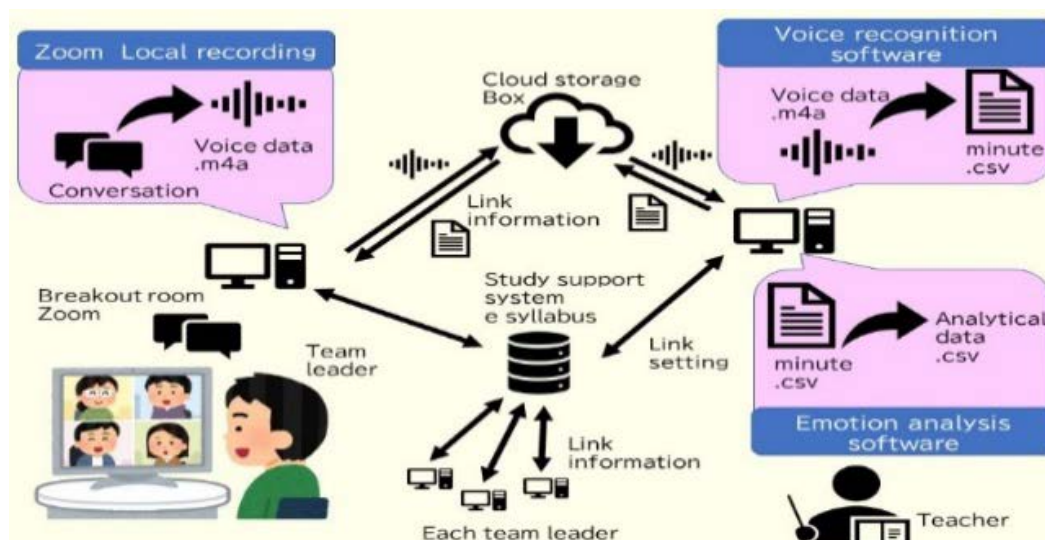 Zoom Local recording
Voice data
.m4a
Conversation
Cloud storage
Box
Link
information
Voice recognition
software
Voice data
.m4a
minute
.csv
Breakout room
Zoom
Team
leader
Study support
system
e syllabus
Link
setting
Link
information
Each team leader
minute
.csv
Analytical
data
.csv
Emotion analysis
software
Teacher